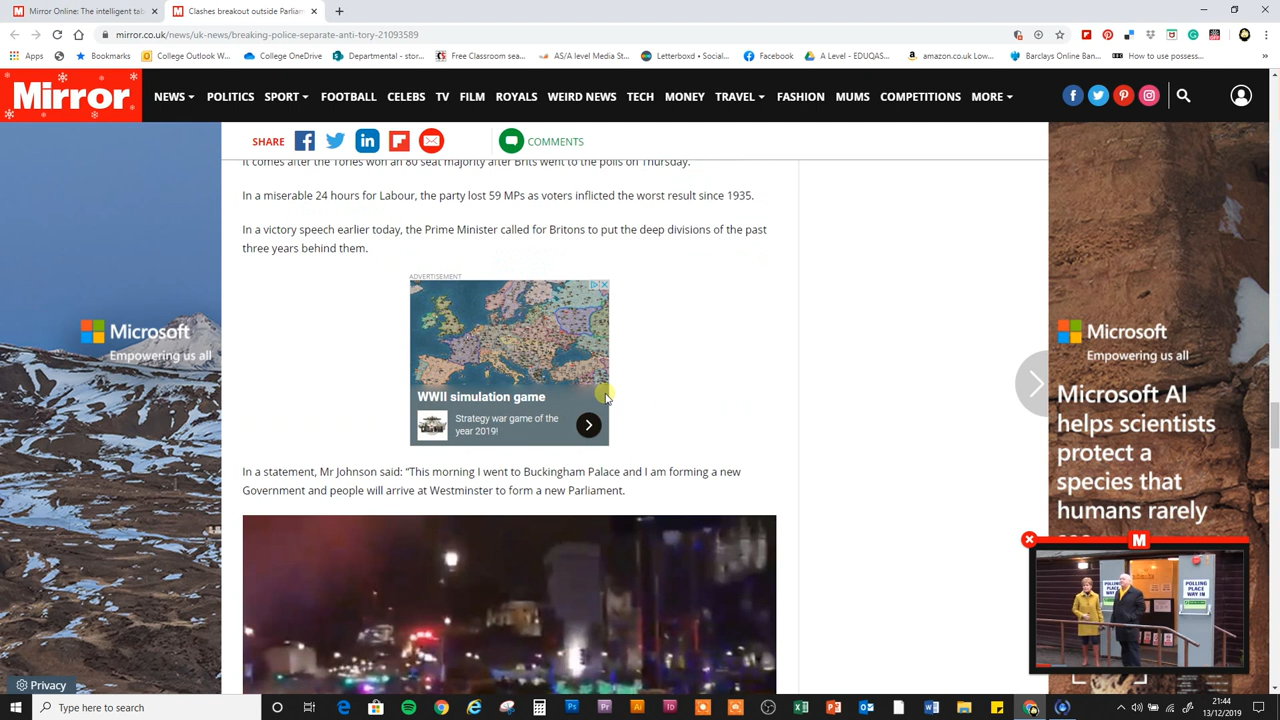 Mirror Online: The intelligent tab
Clashes breakout outside Parliam
mirror.co.uk/news/uk-news/breaking-police-separate-anti-tory-21093589
Apps
Bookmarks
College Outlook W...
College OneDrive
Departmental - stor...
Free Classroom sea...
AS/A level Media St...
Letterboxd • Social...
Facebook
A Level - EDUQAS...
amazon.co.uk Low...
Barclays Online Ban...
How to use possess...
Mirror
NEWS
POLITICS
SPORT
FOOTBALL
CELEBS
TV
FILM
ROYALS
WEIRD NEWS
TECH
MONEY
TRAVEL
FASHION
MUMS
COMPETITIONS
MORE
SHARE
COMMENTS
It comes after the Tories won an 80 seat majority after Brits went to the polls on Thursday.
In a miserable 24 hours for Labour, the party lost 59 MPs as voters inflicted the worst result since 1935.
In a victory speech earlier today, the Prime Minister called for Britons to put the deep divisions of the past
three years behind them.
ADVERTISEMENT
WWII simulation game
Strategy war game of the
year 2019!
In a statement, Mr Johnson said: “This morning I went to Buckingham Palace and I am forming a new
Government and people will arrive at Westminster to form a new Parliament.
Microsoft
Empowering us all
Microsoft
Empowering us all
Microsoft AI
helps scientists
protect a
species that
humans rarely
M
POLLING
PLACE
WAY IN
POLLING
PLACE
WAY IN
Privacy
Type here to search
21:44
13/12/2019